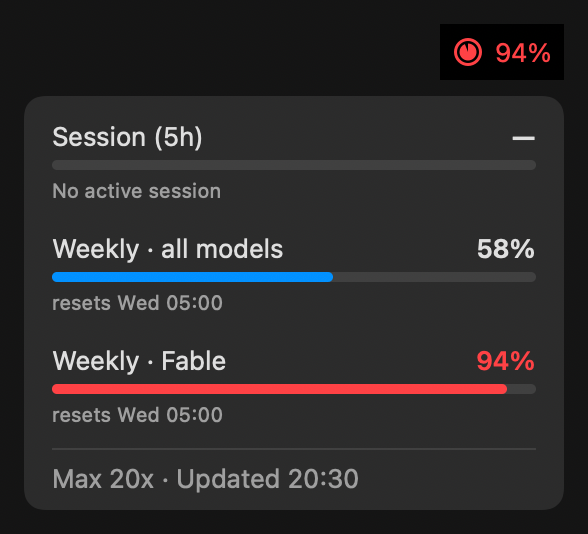 94%
Session (5h) —
No active session
Weekly · all models 58%
resets Wed 05:00
Weekly · Fable 94%
resets Wed 05:00
Max 20x · Updated 20:30